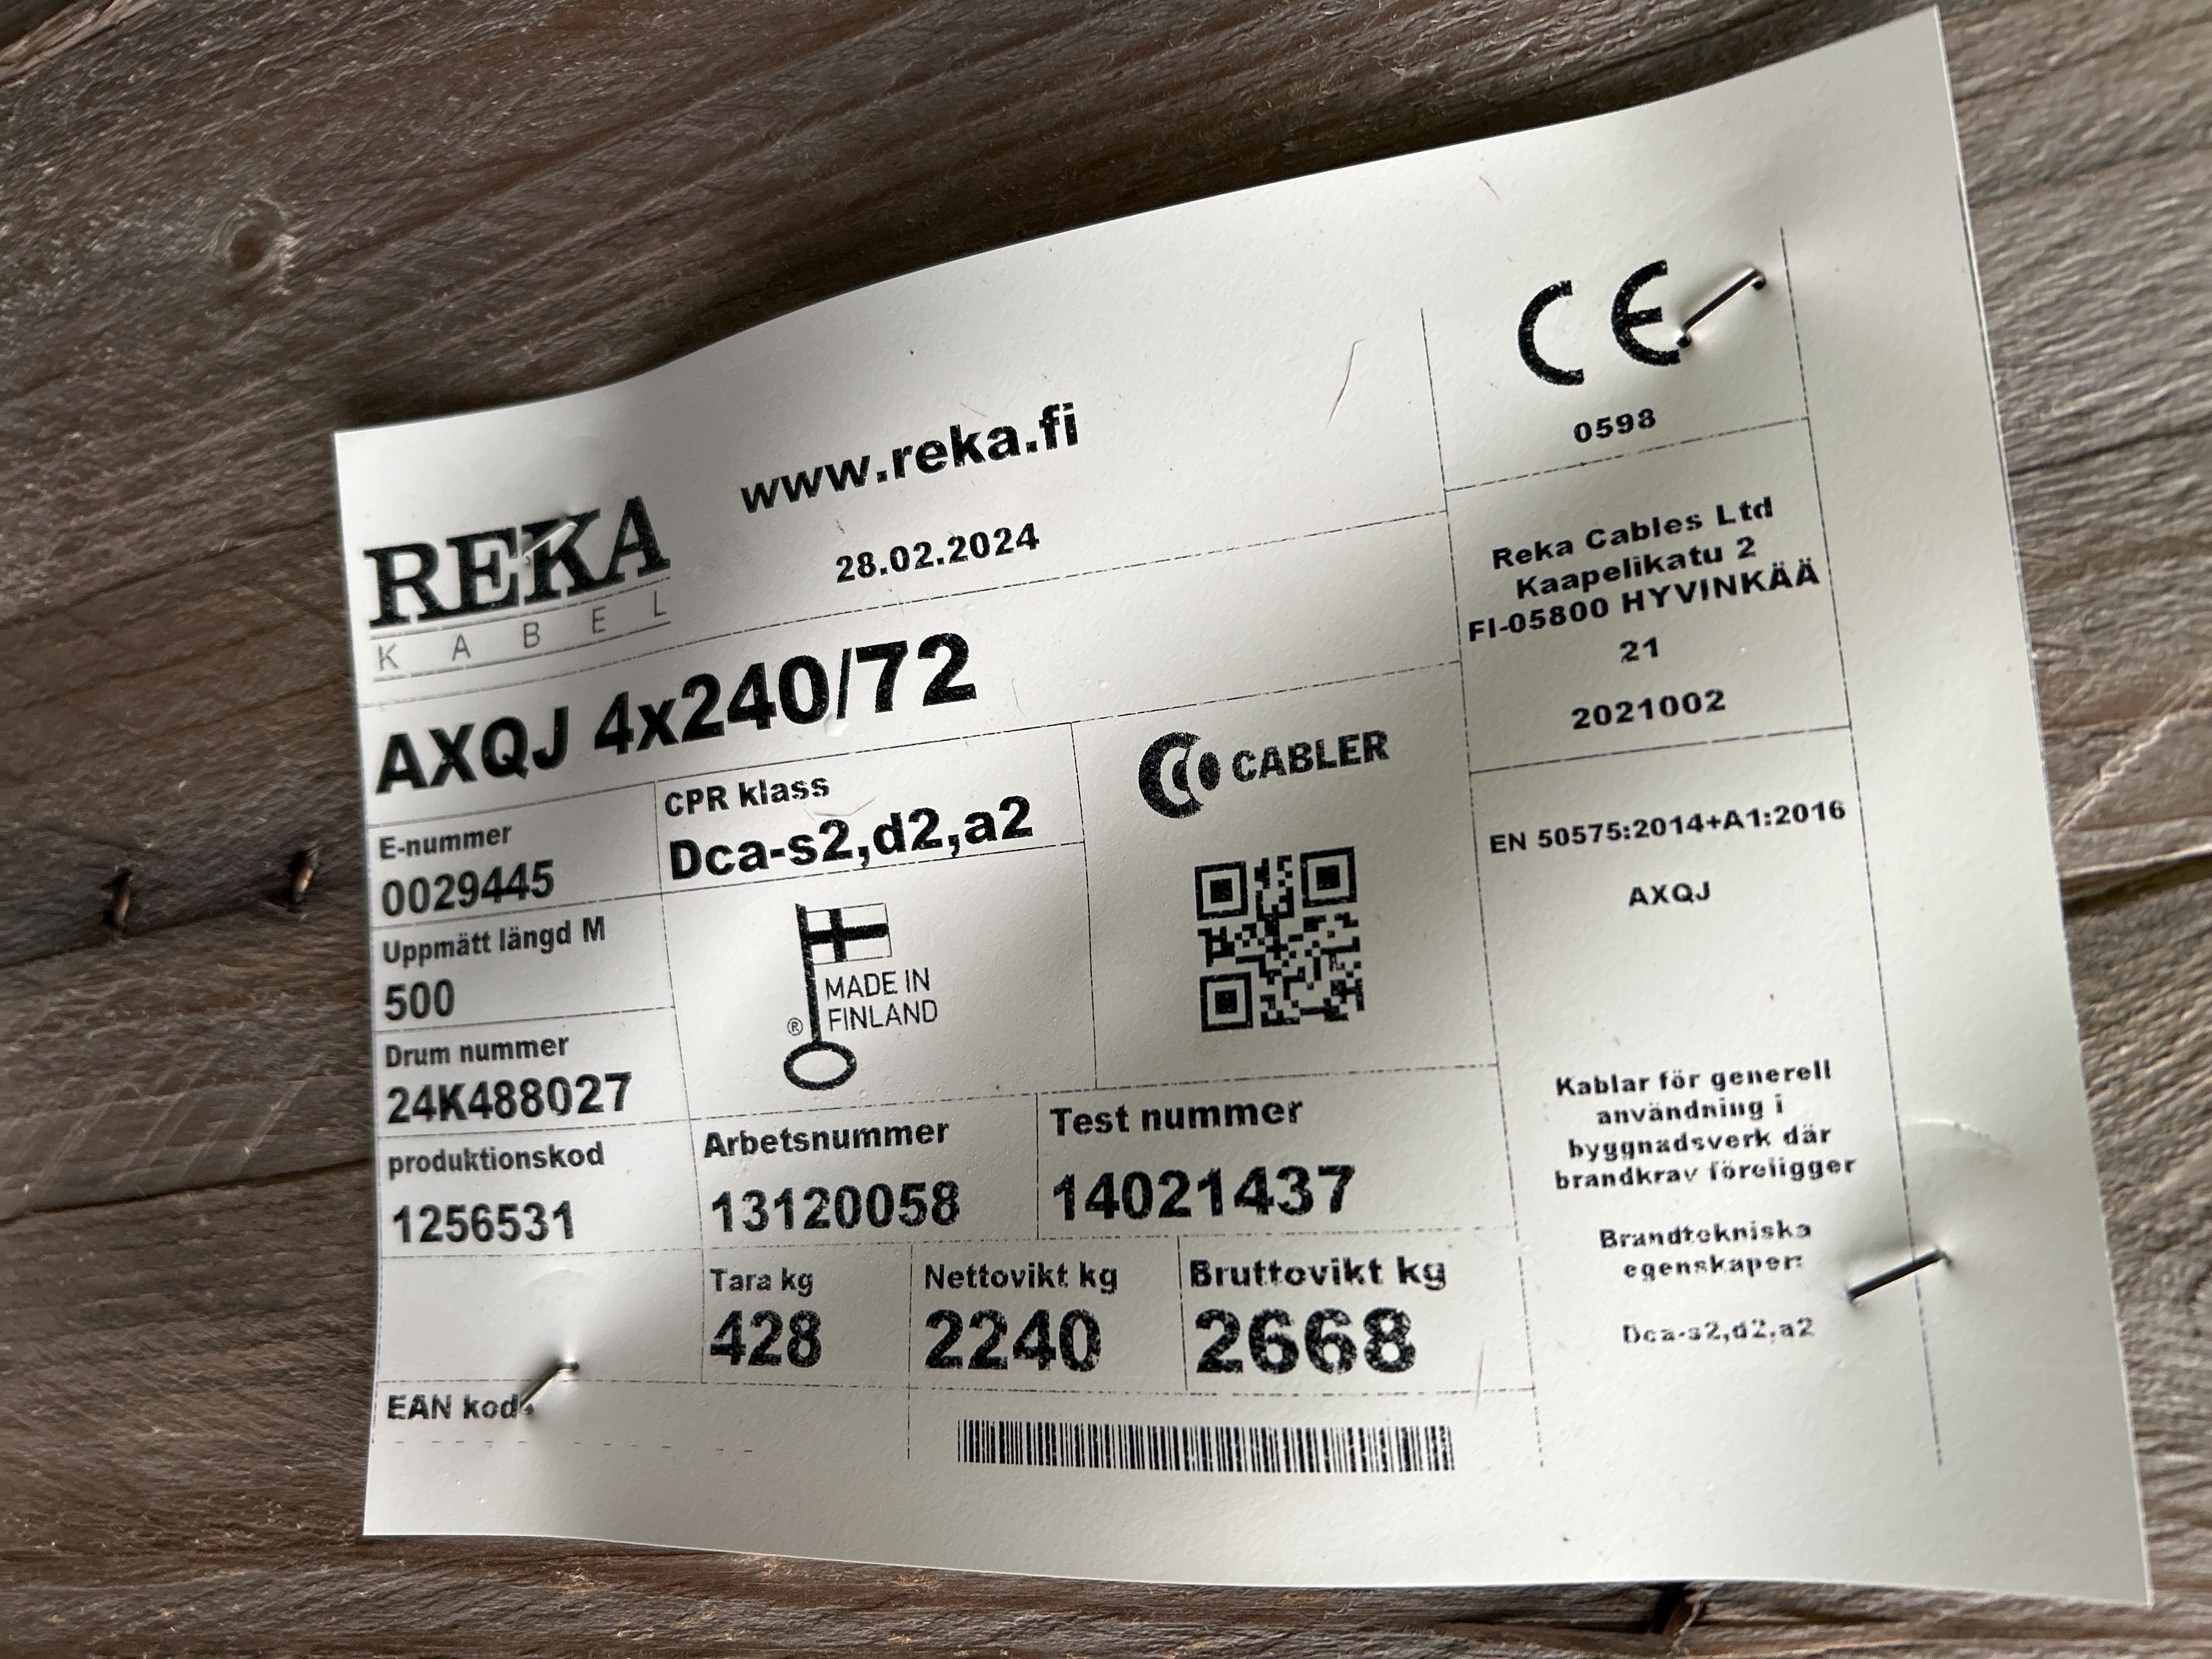 REKA
KABEL
www.reka.fi
28.02.2024
CE
0598
AXQJ 4x240/72
Reka Cables Ltd
Kaapelikatu 2
FI-05800 HYVINKÄÄ
21
2021002
E-nummer
0029445
CPR klass
Dca-s2,d2,a2
CABLER
EN 50575:2014+A1:2016
AXQJ
Uppmätt längd M
500
® MADE IN
FINLAND
Drum nummer
24K488027
produktionskod
1256531
Arbetsnummer
13120058
Test nummer
14021437
Kablar för generell
användning i
byggnadsverk där
brandkrav föreligger
Brandtekniska
egenskaper:
Dca-s2,d2,a2
Tara kg
428
Nettovikt kg
2240
Bruttovikt kg
2668
EAN kod